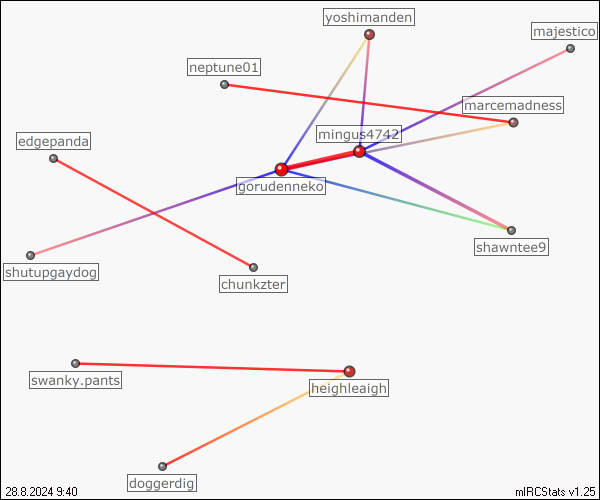 yoshimanden
majestico
neptune01
marcemadness
mingus4742
edgepanda
gorudenneko
shawntee9
shutupgaydog
chunkzter
swanky.pants
heighleaigh
doggerdig
28.8.2024 9:40
mIRCStats v1.25